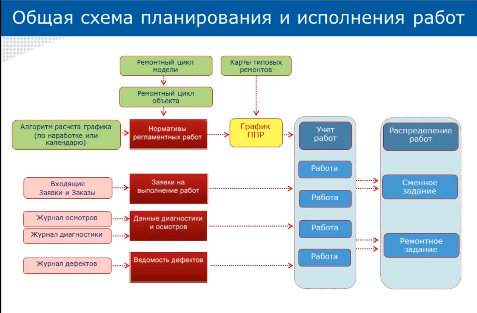 Общая схема планирования и исполнения работ
Ремонтный цикл
модели
Карты типовых
ремонтов
Ремонтный цикл
объекта
Алгоритм расчета графика
(по наработке или
календарю)
Нормативы
регламентных работ
График
ППР
Учет
работ
Распределение
работ
Работа
Входящие
Заявки и Заказы
Заявки на
выполнение работ
Сменное
задание
Работа
Журнал осмотров
Журнал диагностики
Данные диагностики
и осмотров
Работа
Ремонтное
задание
Журнал дефектов
Ведомость дефектов
Работа